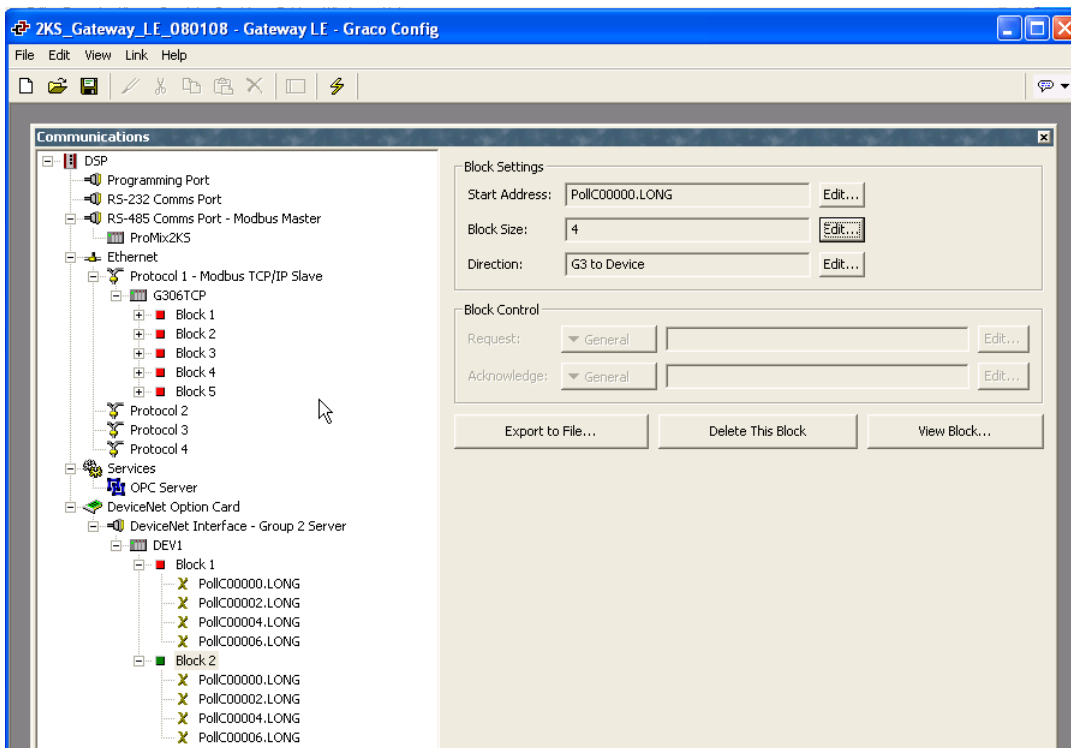 2KS_Gateway_LE_080108 - Gateway LE - Graco Config
File Edit View Link Help
Communications
DSP
Programming Port
RS-232 Comms Port
RS-485 Comms Port - Modbus Master
ProMix2KS
Ethernet
Protocol 1 - Modbus TCP/IP Slave
G306TCP
Block 1
Block 2
Block 3
Block 4
Block 5
Protocol 2
Protocol 3
Protocol 4
Services
OPC Server
DeviceNet Option Card
DeviceNet Interface - Group 2 Server
DEV1
Block 1
PollC00000.LONG
PollC00002.LONG
PollC00004.LONG
PollC00006.LONG
Block 2
PollC00000.LONG
PollC00002.LONG
PollC00004.LONG
PollC00006.LONG
Block Settings
Start Address: PollC00000.LONG Edit...
Block Size: 4 Edit...
Direction: G3 to Device Edit...
Block Control
Request: General Edit...
Acknowledge: General Edit...
Export to File... Delete This Block View Block...